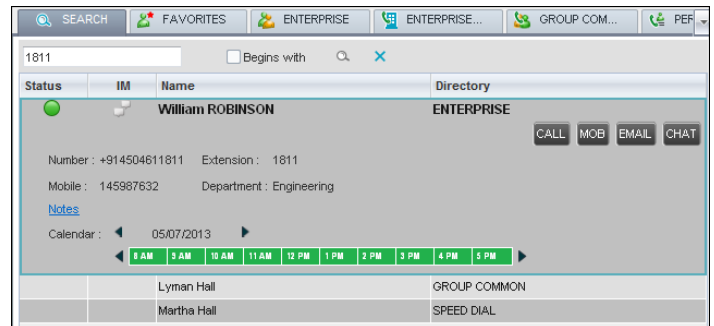 SEARCH FAVORITES ENTERPRISE ENTERPRISE... GROUP COM... PEF
1811 Begins with
Status IM Name Directory
William ROBINSON ENTERPRISE
CALL MOB EMAIL CHAT
Number : +914504611811 Extension : 1811
Mobile : 145987632 Department : Engineering
Notes
Calendar : 05/07/2013
8 AM 9 AM 10 AM 11 AM 12 PM 1 PM 2 PM 3 PM 4 PM 5 PM
Lyman Hall GROUP COMMON
Martha Hall SPEED DIAL